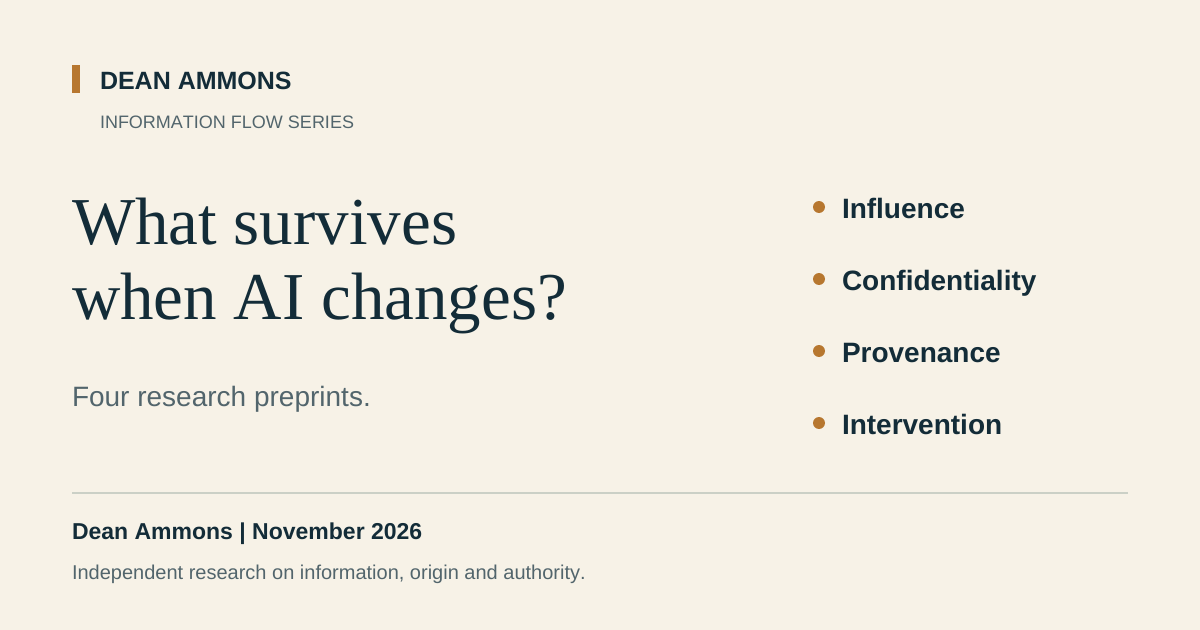 DEAN AMMONS
INFORMATION FLOW SERIES
What survives
when AI changes?
Four research preprints.
Influence
Confidentiality
Provenance
Intervention
Dean Ammons | November 2026
Independent research on information, origin and authority.